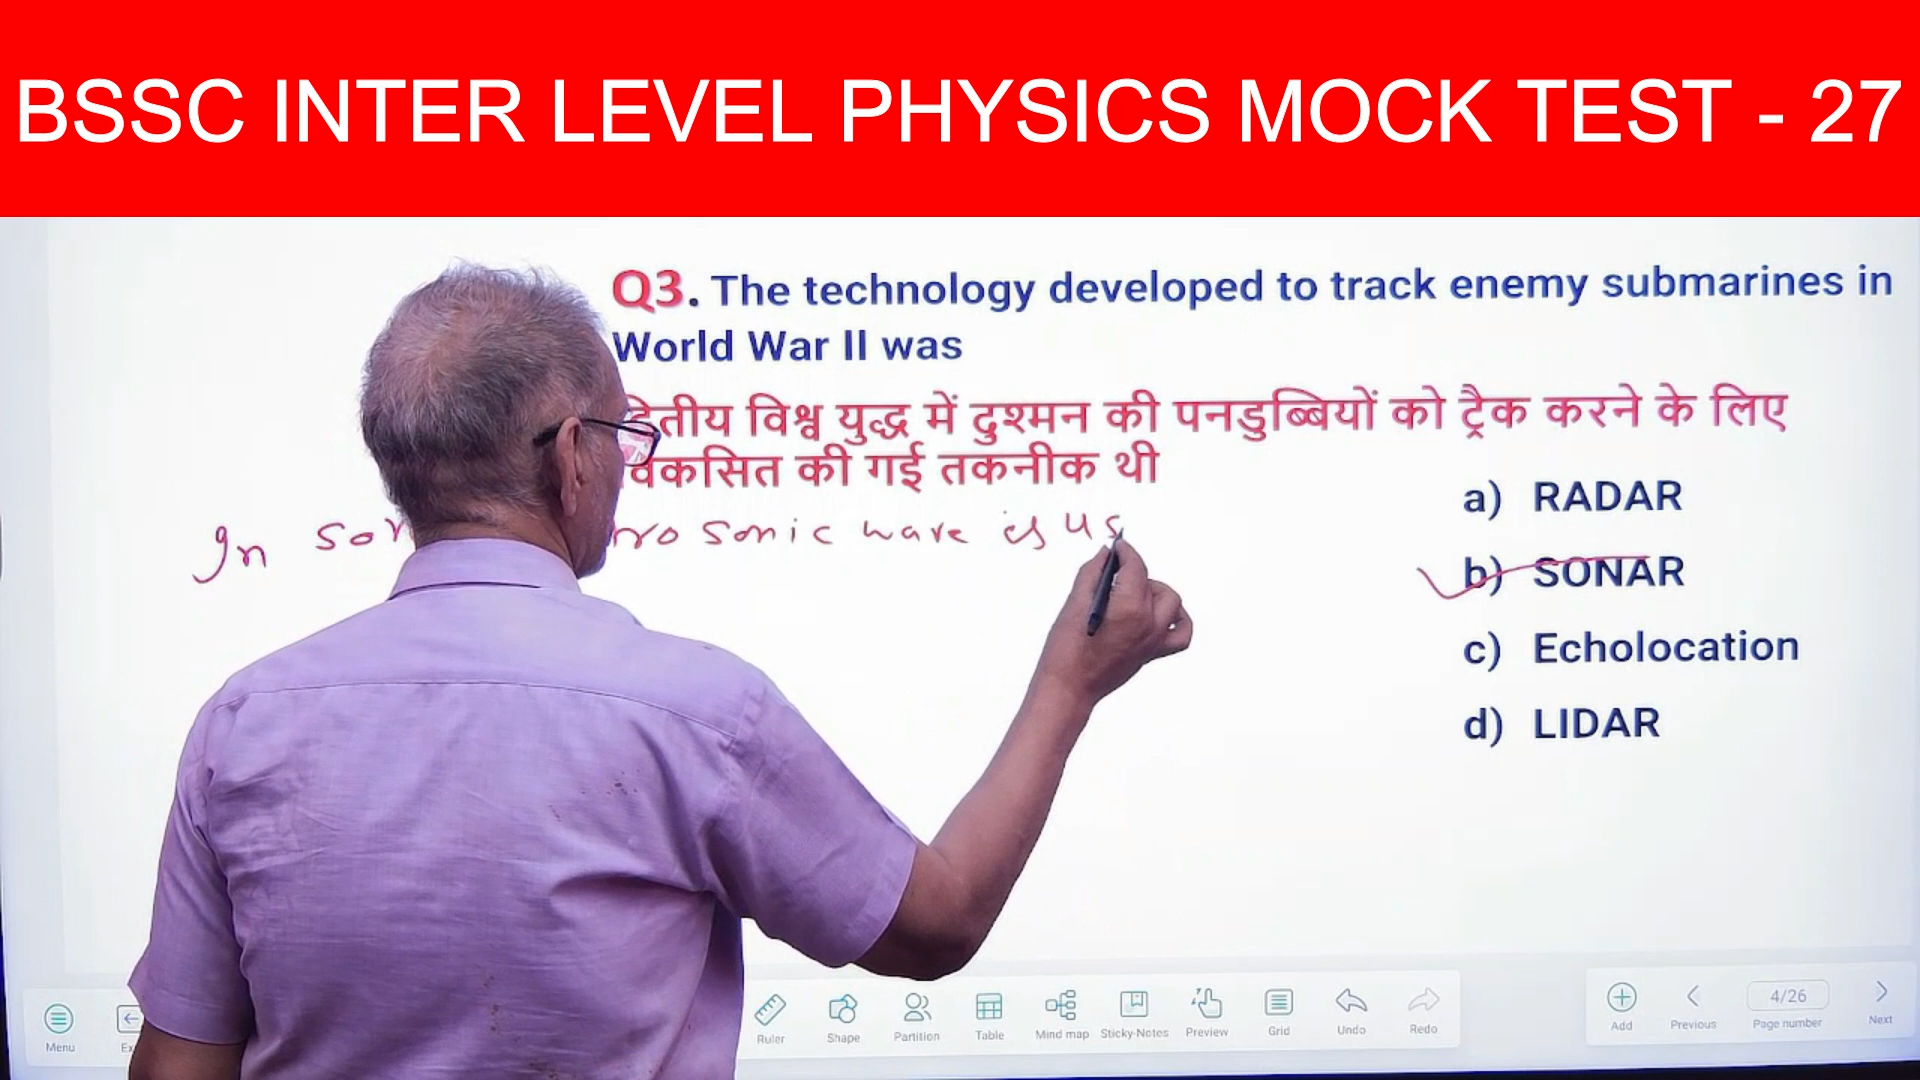 BSSC INTER LEVEL PHYSICS MOCK TEST - 27
Q3. The technology developed to track enemy submarines in
World War II was
विश्व युद्ध में दुश्मन की पनडुब्बियों को ट्रैक करने के लिए
की गई तकनीक थी
a) RADAR
In sonic wave is us
b) SONAR
c) Echolocation
d) LIDAR
Menu
Ruler
Shape
Partition
Table
Mind map
Sticky-Notes
Preview
Grid
Undo
Redo
Add
Previous
4/26
Page number
Next